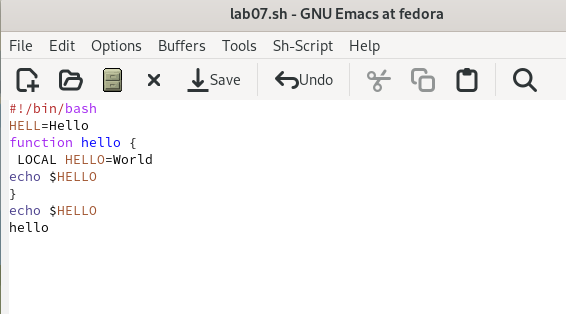 lab07.sh - GNU Emacs at fedora
File Edit Options Buffers Tools Sh-Script Help
Save Undo
#!/bin/bash
HELL=Hello
function hello {
 LOCAL HELLO=World
echo $HELLO
}
echo $HELLO
hello